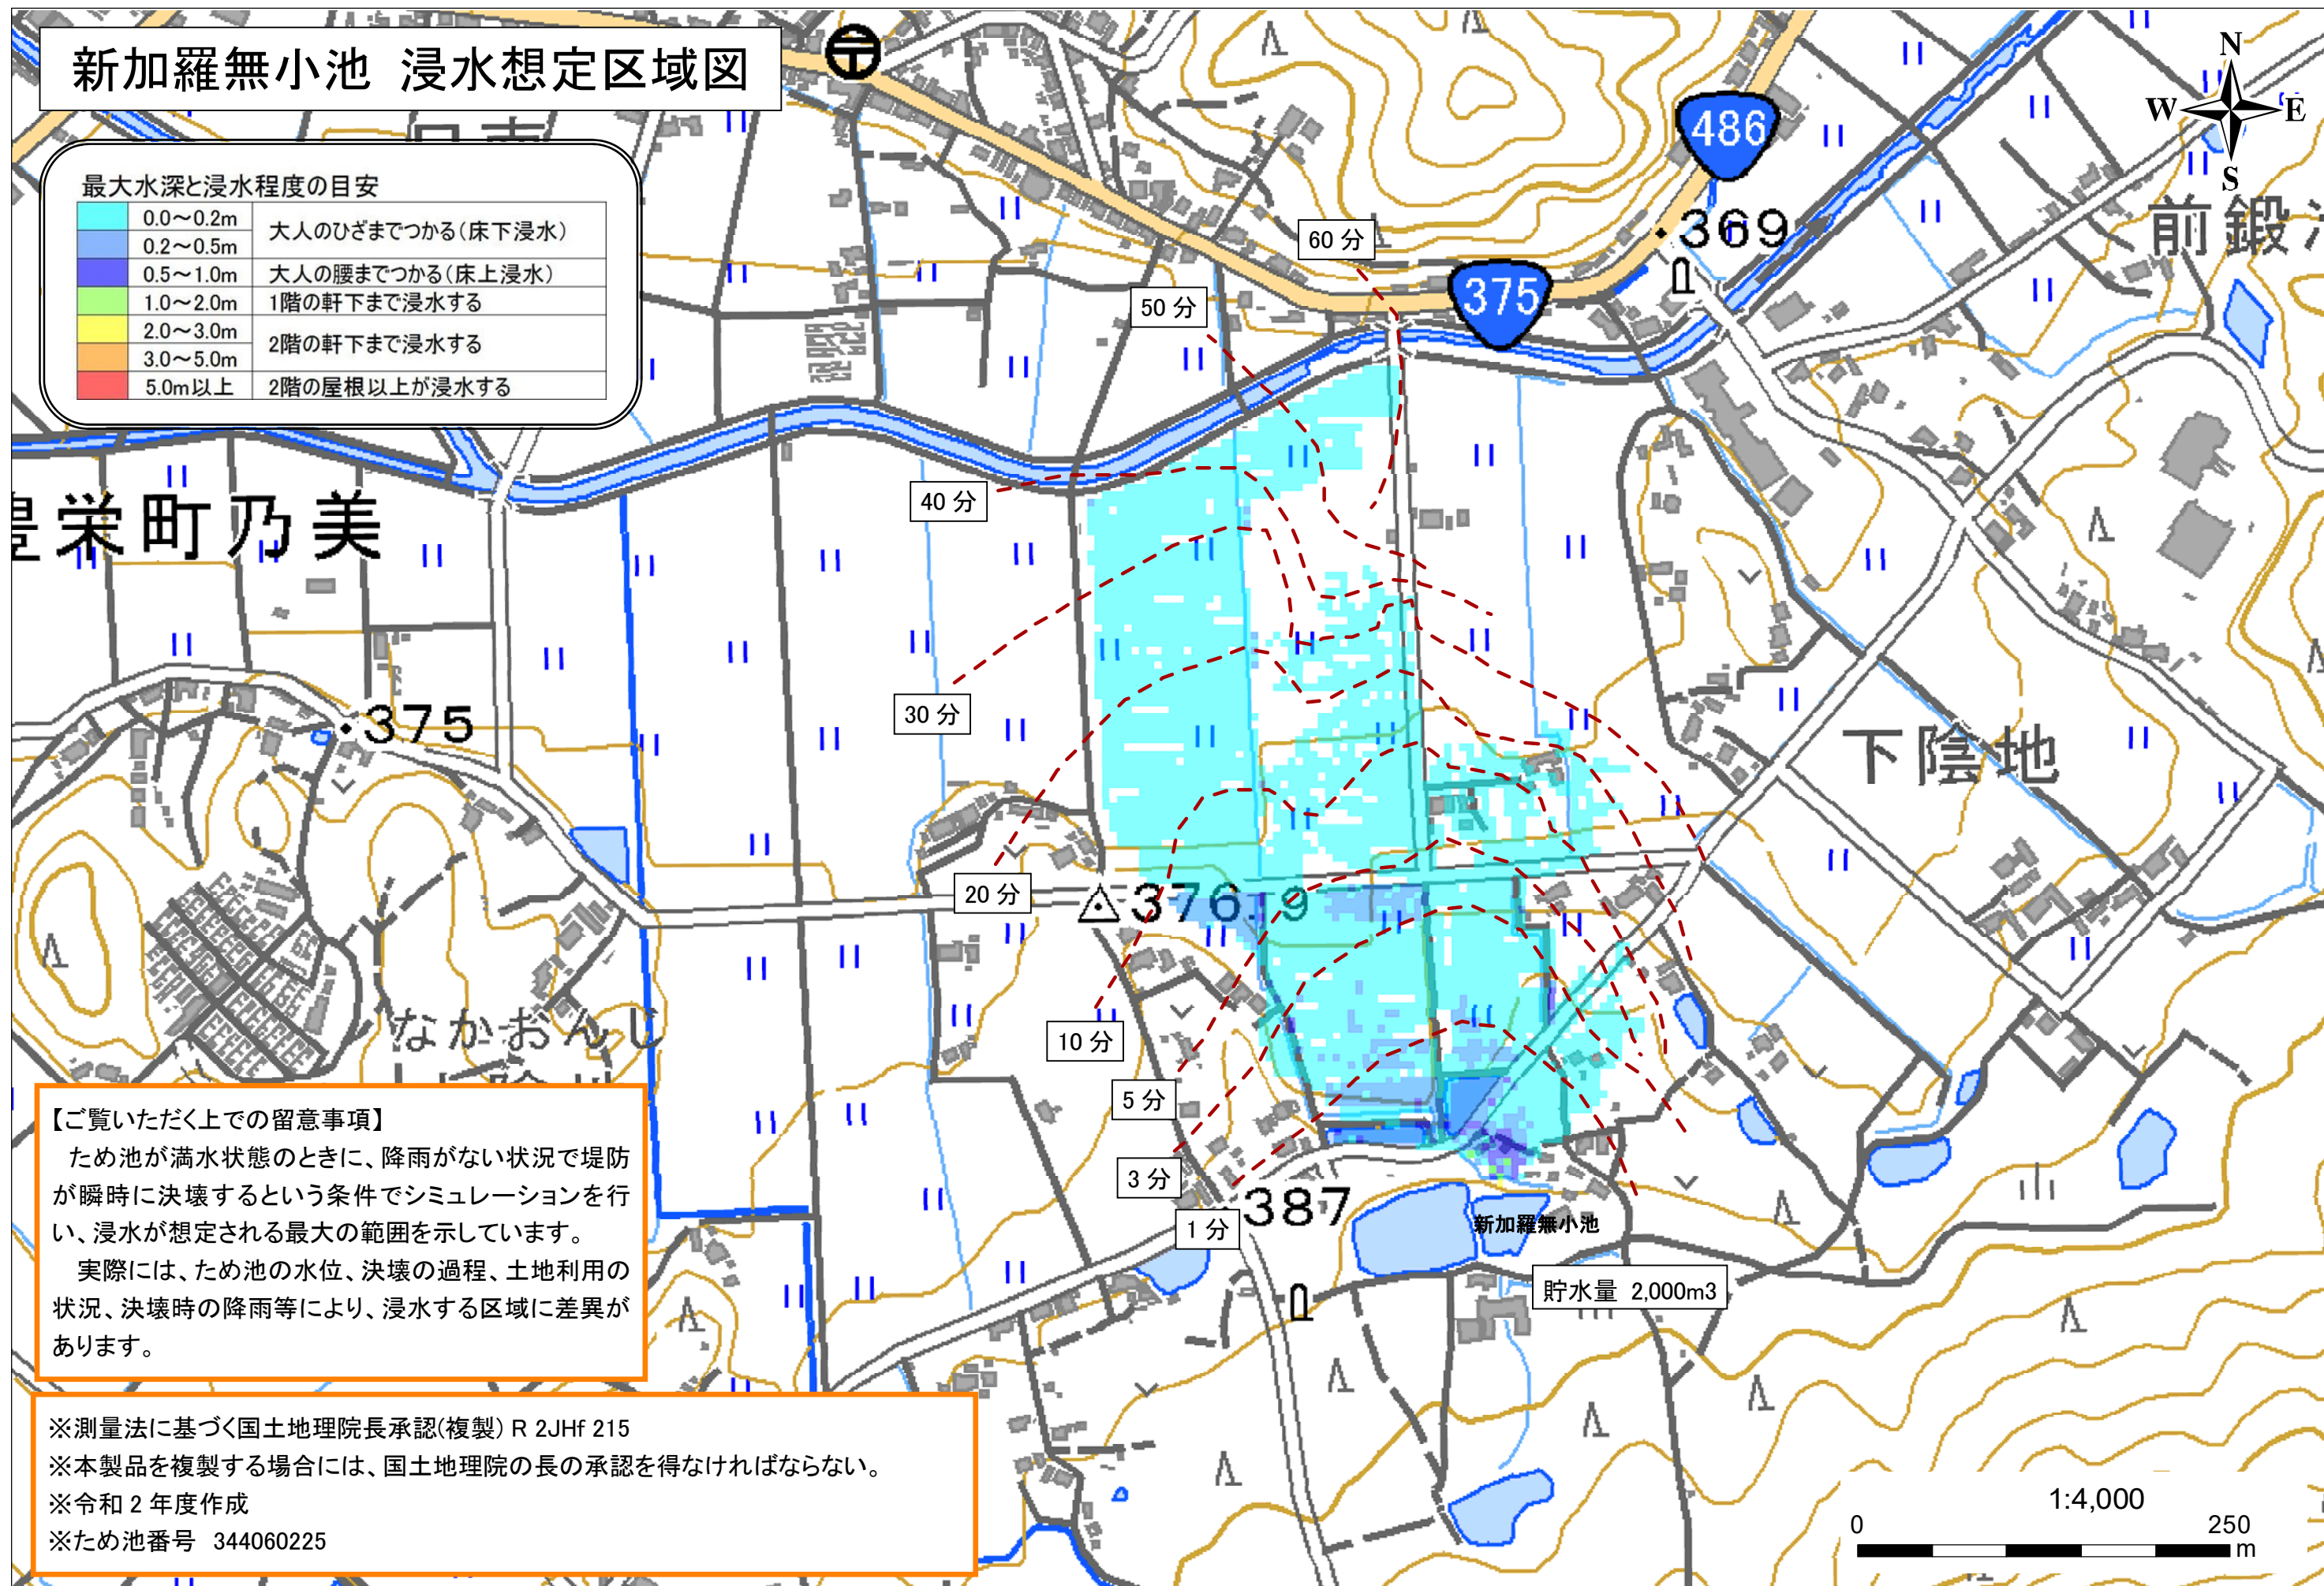 新加羅無小池 浸水想定区域図
最大水深と浸水程度の目安
0.0～0.2m
大人のひざまでつかる(床下浸水)
0.2～0.5m
0.5～1.0m 大人の腰までつかる(床上浸水)
1.0～2.0m 1階の軒下まで浸水する
2.0～3.0m
2階の軒下まで浸水する
3.0～5.0m
5.0m以上 2階の屋根以上が浸水する
N
W E
S
486
369
前鍛
60 分
375
50 分
40 分
栄町乃美
30 分
375
下陰地
20 分
376.9
なかおんじ
10 分
5 分
3 分
1 分
387
新加羅無小池
貯水量 2,000m3
【ご覧いただく上での留意事項】
ため池が満水状態のときに、降雨がない状況で堤防
が瞬時に決壊するという条件でシミュレーションを行
い、浸水が想定される最大の範囲を示しています。
実際には、ため池の水位、決壊の過程、土地利用の
状況、決壊時の降雨等により、浸水する区域に差異が
あります。
※測量法に基づく国土地理院長承認(複製) R 2JHf 215
※本製品を複製する場合には、国土地理院の長の承認を得なければならない。
※令和 2 年度作成
※ため池番号 344060225
1:4,000
0 250
m